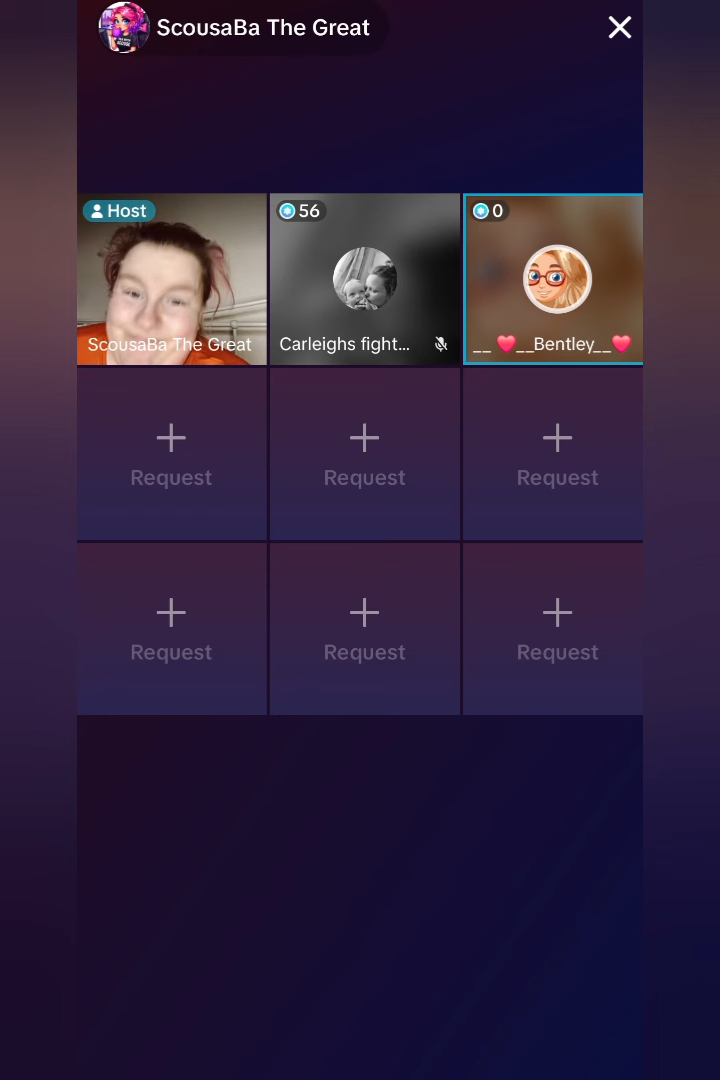 ScousaBa The Great
Host
56
0
ScousaBa The Great
Carleighs fight...
__ ❤️__Bentley__❤️
Request
Request
Request
Request
Request
Request